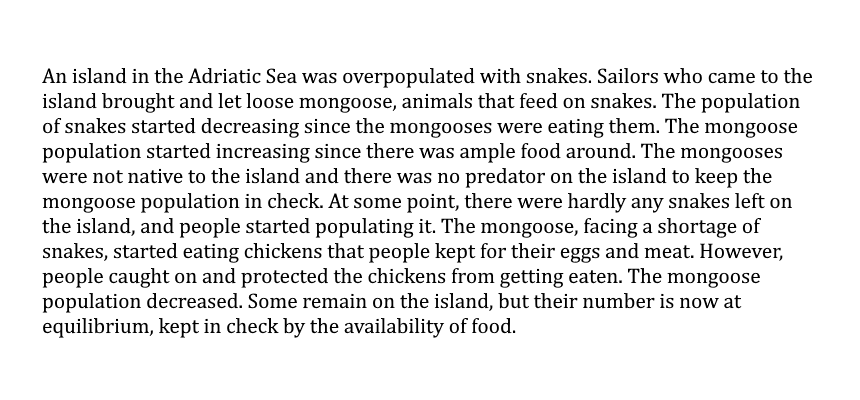 An island in the Adriatic Sea was overpopulated with snakes. Sailors who came to the
island brought and let loose mongoose, animals that feed on snakes. The population
of snakes started decreasing since the mongooses were eating them. The mongoose
population started increasing since there was ample food around. The mongooses
were not native to the island and there was no predator on the island to keep the
mongoose population in check. At some point, there were hardly any snakes left on
the island, and people started populating it. The mongoose, facing a shortage of
snakes, started eating chickens that people kept for their eggs and meat. However,
people caught on and protected the chickens from getting eaten. The mongoose
population decreased. Some remain on the island, but their number is now at
equilibrium, kept in check by the availability of food.